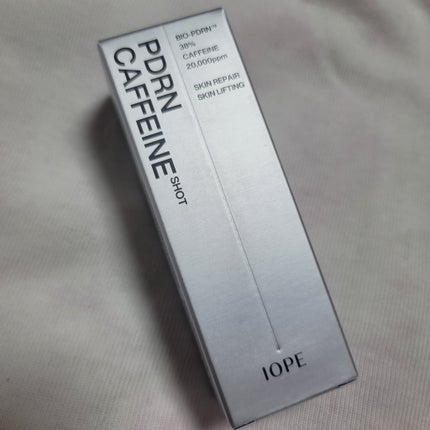 PDRN
CAFFEINE SHOT
BIO-PDRN™
38%
CAFFEINE
20,000ppm
SKIN REPAIR
SKIN LIFTING
IOPE